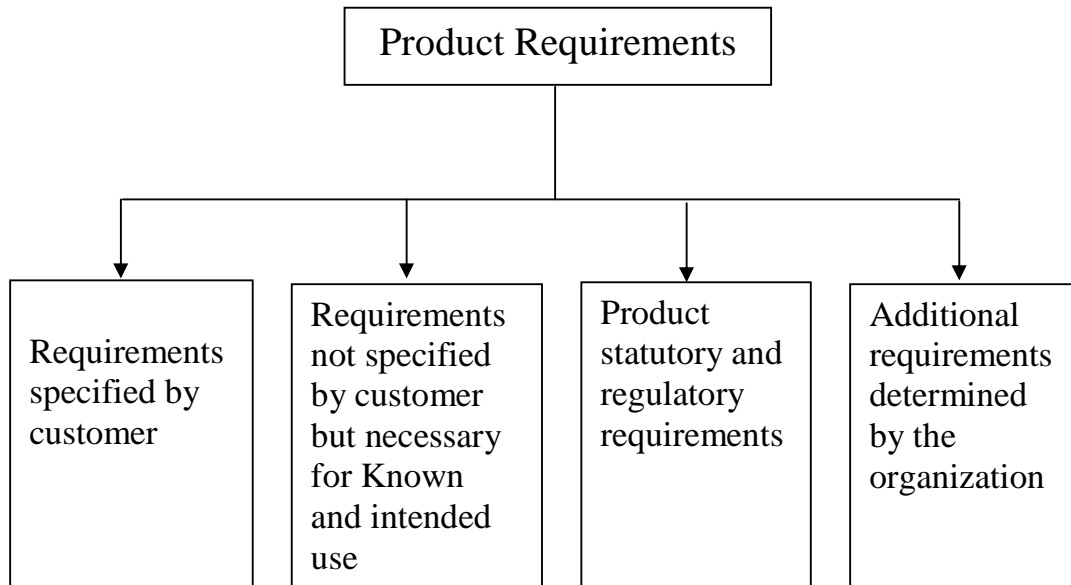 Product Requirements
Requirements
specified by
customer
Requirements
not specified
by customer
but necessary
for Known
and intended
use
Product
statutory and
regulatory
requirements
Additional
requirements
determined
by the
organization